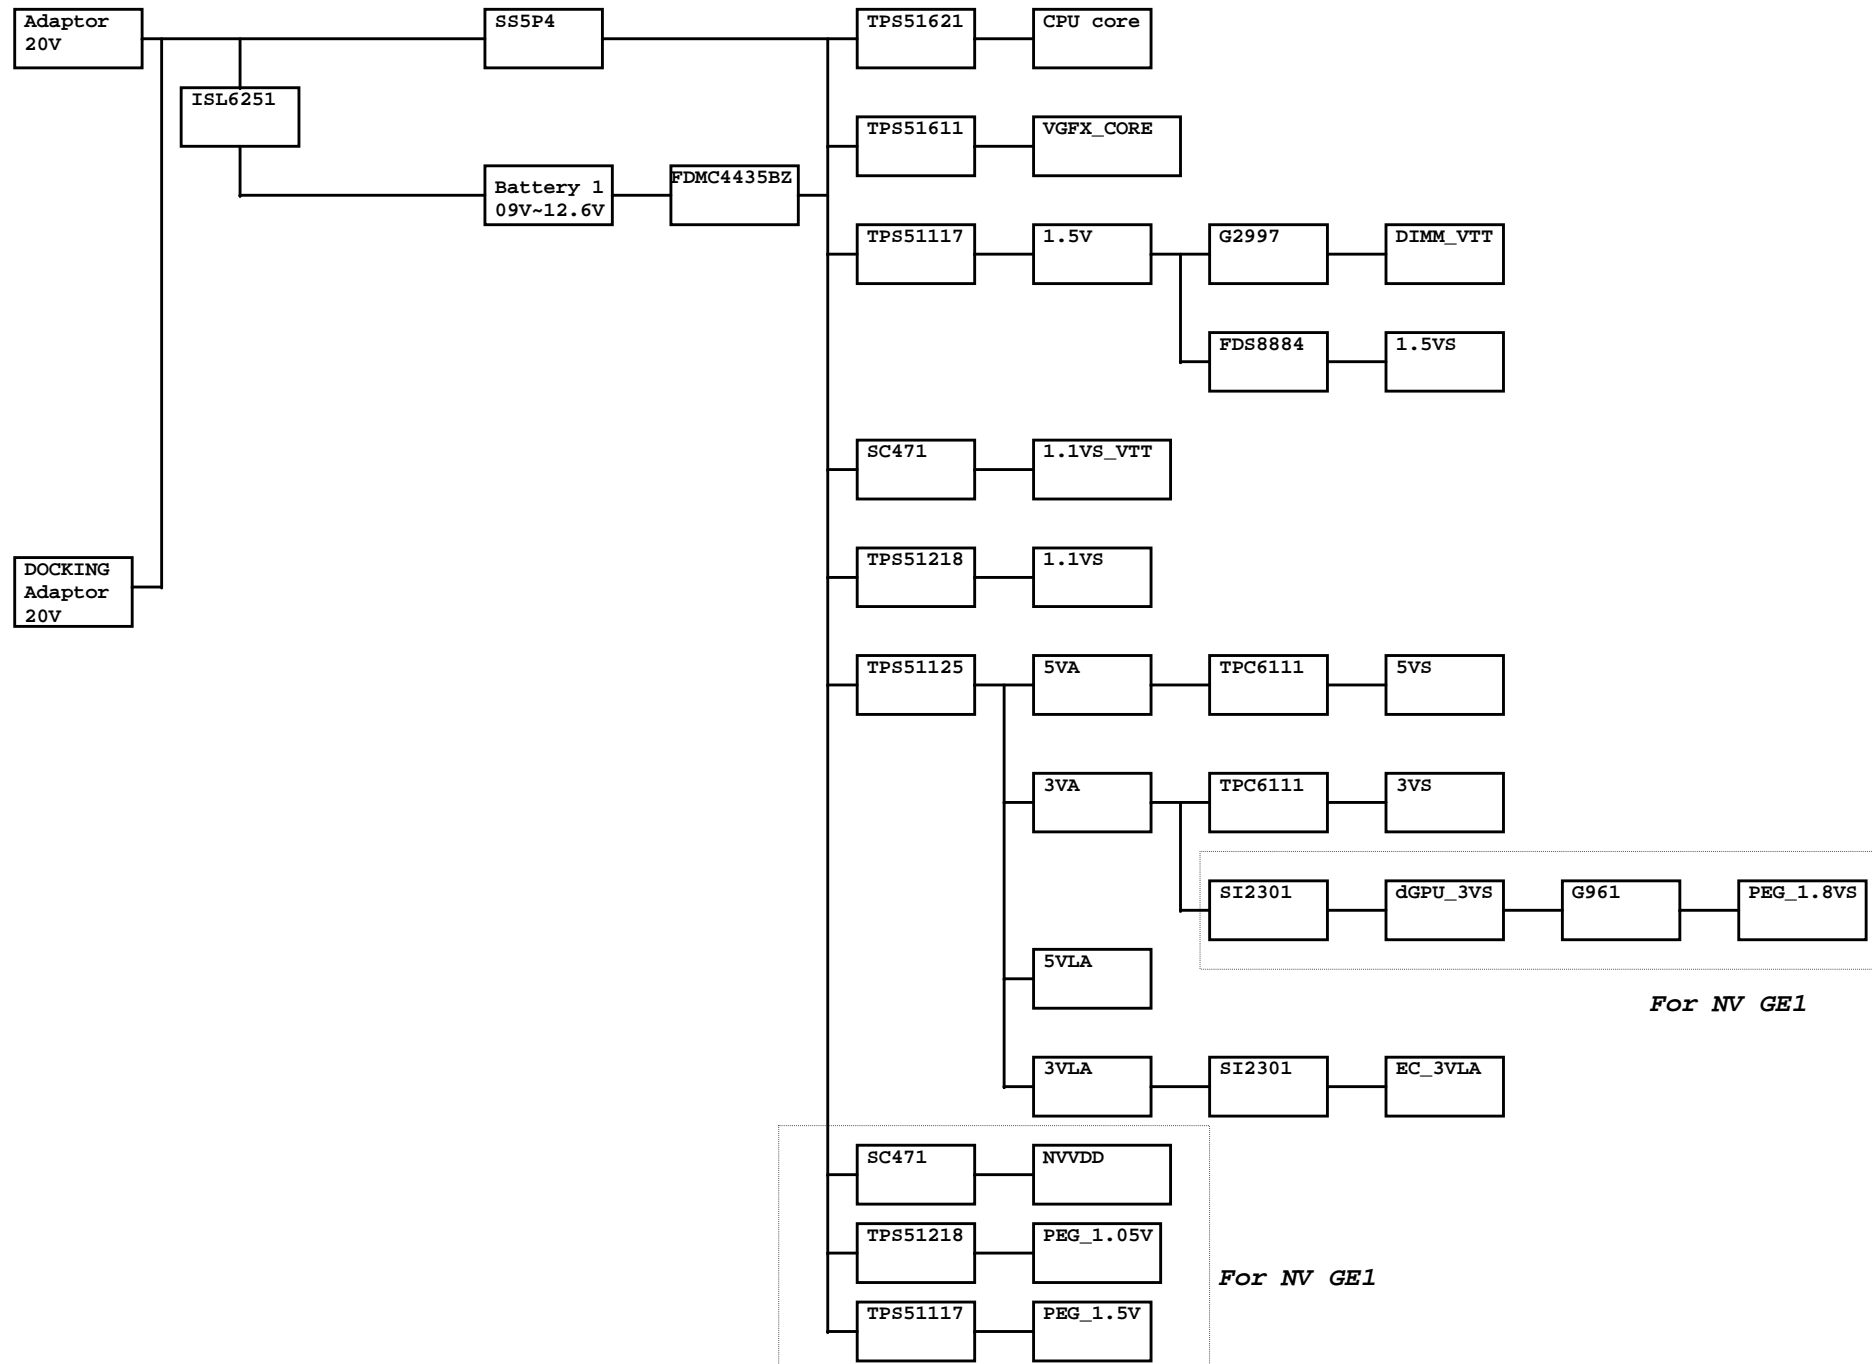 Adaptor
20V
SS5P4
TPS51621
CPU core
ISL6251
TPS51611
VGFX_CORE
Battery 1
09V~12.6V
FDMC4435BZ
TPS51117
1.5V
G2997
DIMM_VTT
FDS8884
1.5VS
SC471
1.1VS_VTT
DOCKING
Adaptor
20V
TPS51218
1.1VS
TPS51125
5VA
TPC6111
5VS
3VA
TPC6111
3VS
SI2301
dGPU_3VS
G961
PEG_1.8VS
5VLA
For NV GE1
3VLA
SI2301
EC_3VLA
SC471
NVVDD
TPS51218
PEG_1.05V
For NV GE1
TPS51117
PEG_1.5V